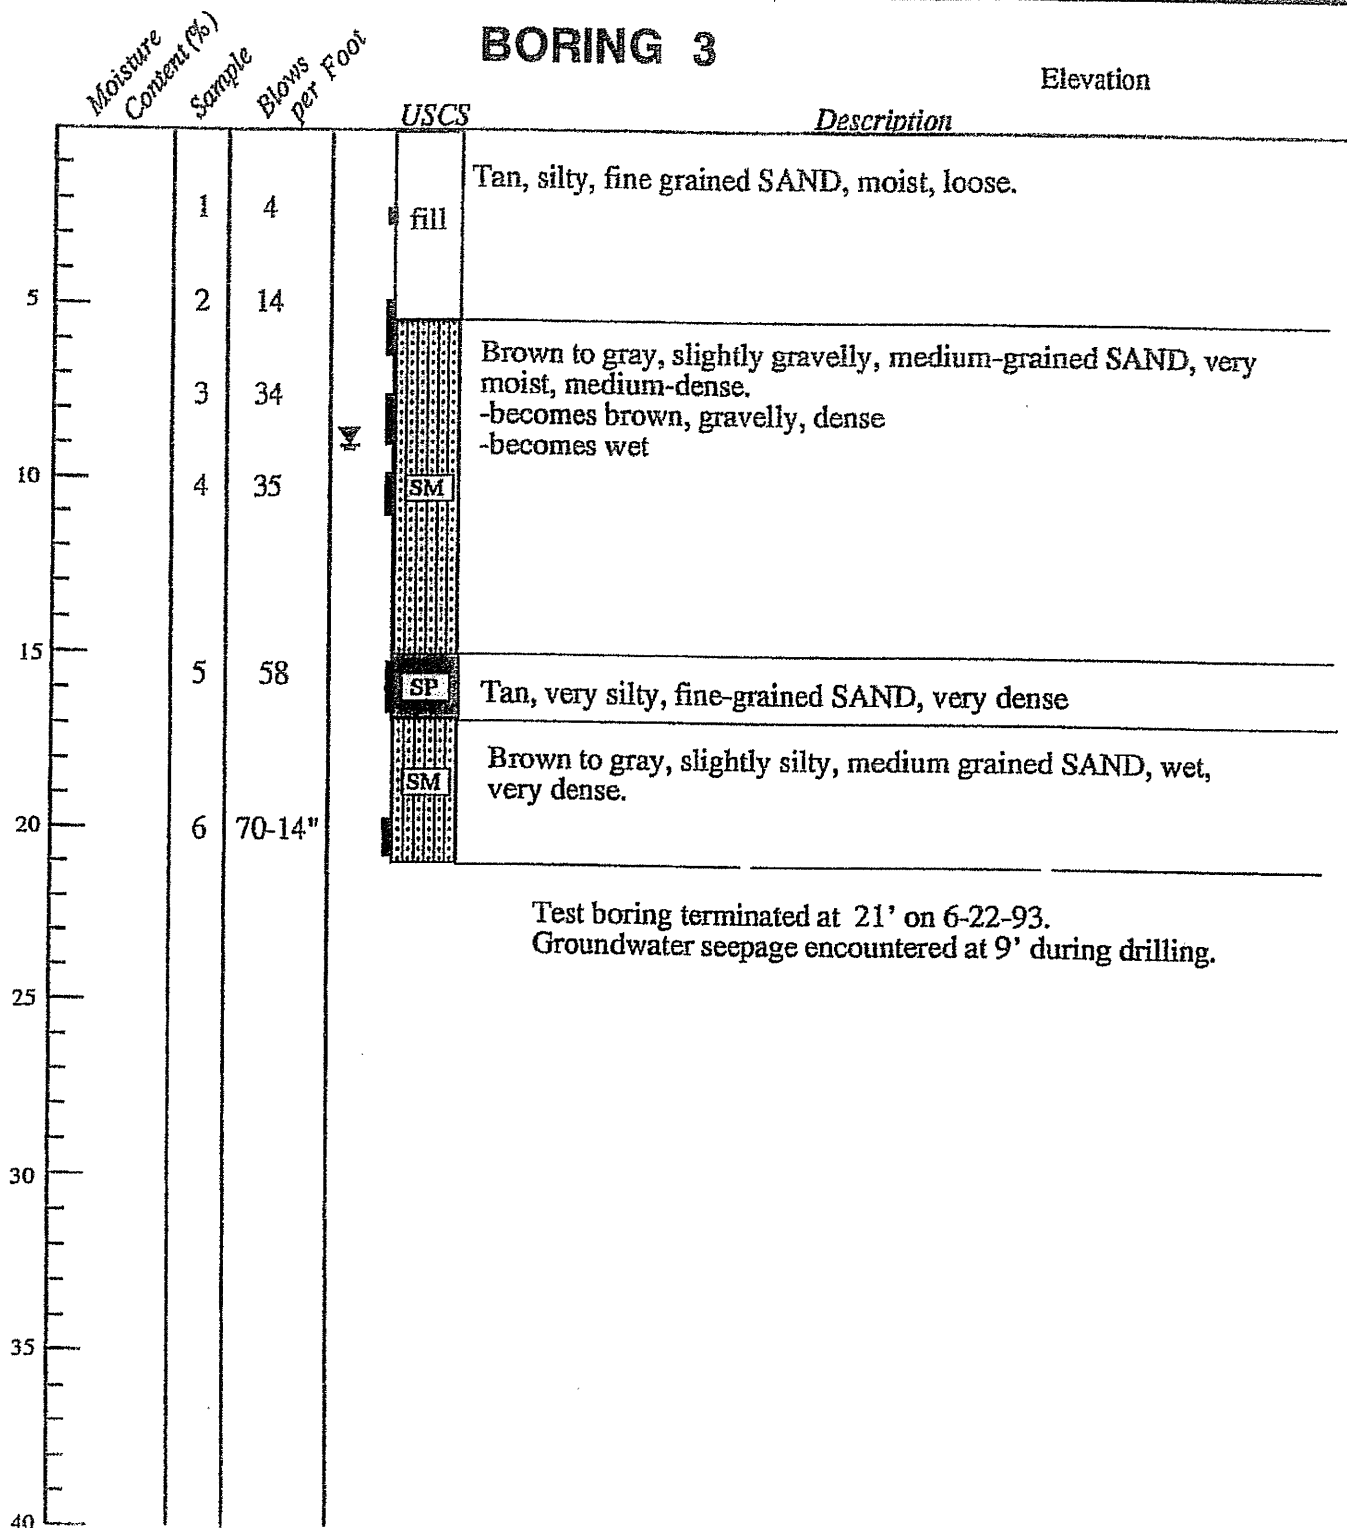 BORING 3
Elevation
Moisture
Content (%)
Sample
Blows
per Foot
USCS
Description
Tan, silty, fine grained SAND, moist, loose.
1 4
fill
5 2 14
Brown to gray, slightly gravelly, medium-grained SAND, very
moist, medium-dense.
3 34
-becomes brown, gravelly, dense
-becomes wet
10 4 35 SM
15
5 58 SP Tan, very silty, fine-grained SAND, very dense
Brown to gray, slightly silty, medium grained SAND, wet,
SM very dense.
20 6 70-14"
Test boring terminated at 21' on 6-22-93.
Groundwater seepage encountered at 9' during drilling.
25
30
35
40